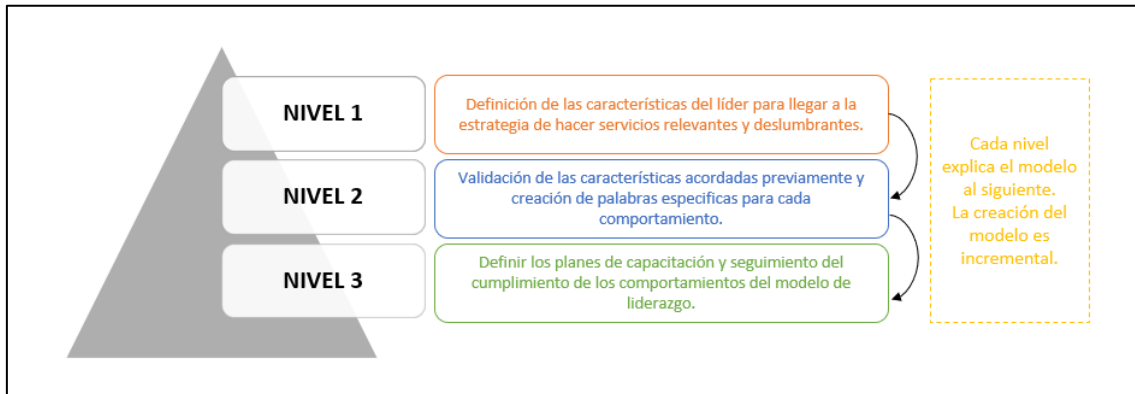 NIVEL 1
Definición de las características del líder para llegar a la
estrategia de hacer servicios relevantes y deslumbrantes.
NIVEL 2
Validación de las características acordadas previamente y
creación de palabras especificas para cada
comportamiento.
NIVEL 3
Definir los planes de capacitación y seguimiento del
cumplimiento de los comportamientos del modelo de
liderazgo.
Cada nivel
explica el modelo
al siguiente.
La creación del
modelo es
incremental.